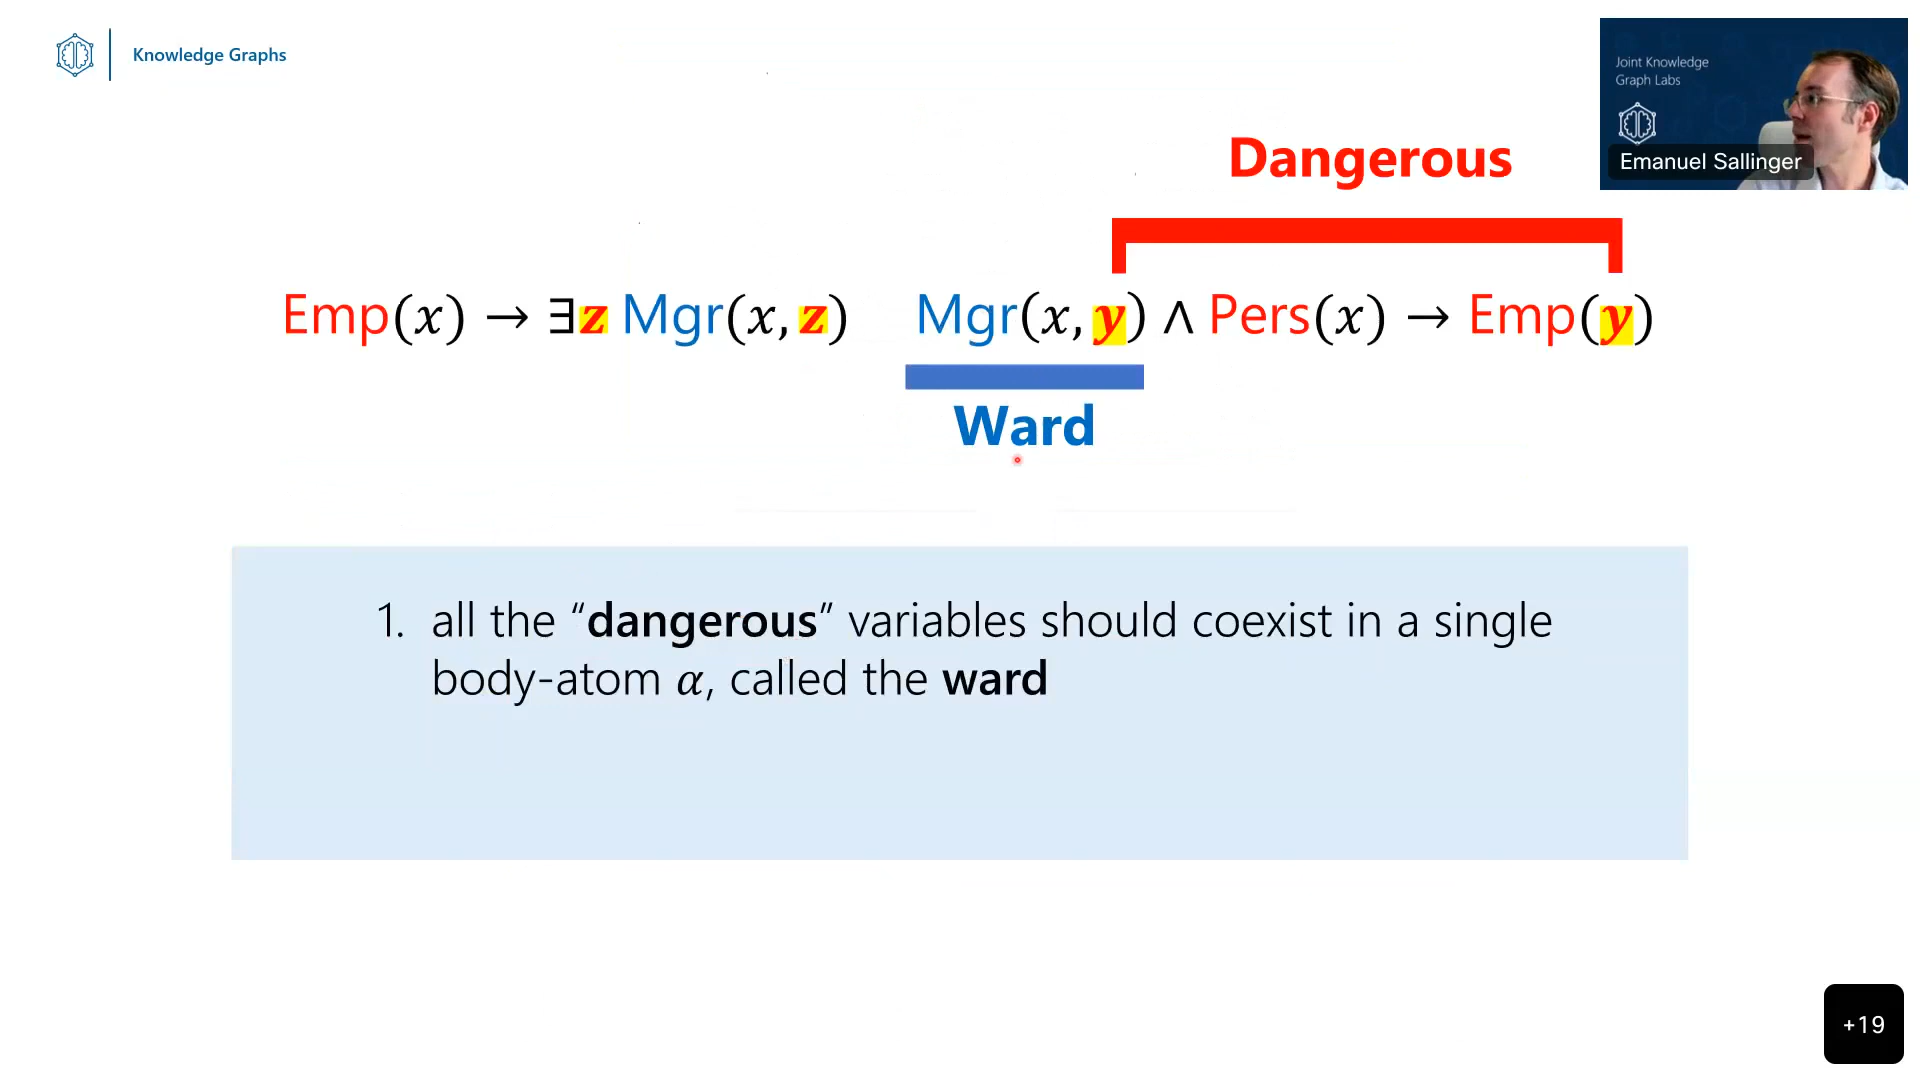 Knowledge Graphs
Joint Knowledge
Graph Labs
Emanuel Sallinger
Dangerous
Emp(x) → ∃z Mgr(x, z) Mgr(x, y) ∧ Pers(x) → Emp(y)
Ward
1. all the “dangerous” variables should coexist in a single
body-atom α, called the ward
+19